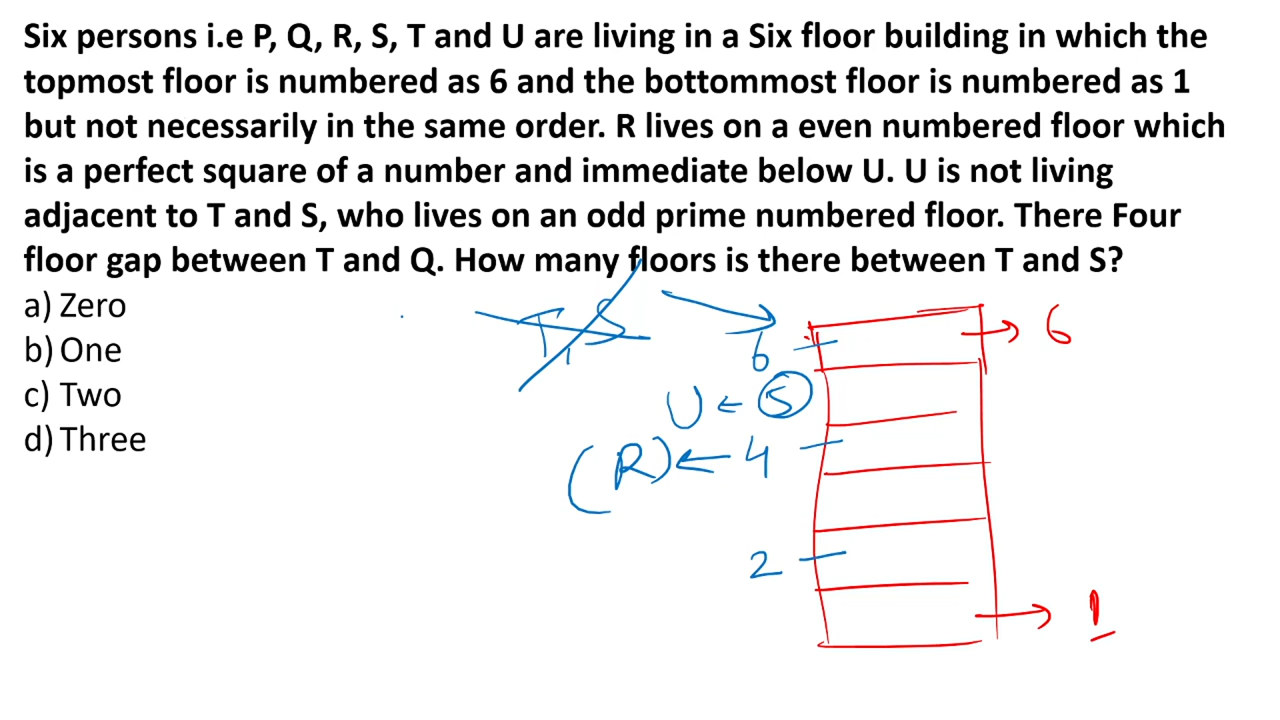 Six persons i.e P, Q, R, S, T and U are living in a Six floor building in which the
topmost floor is numbered as 6 and the bottommost floor is numbered as 1
but not necessarily in the same order. R lives on a even numbered floor which
is a perfect square of a number and immediate below U. U is not living
adjacent to T and S, who lives on an odd prime numbered floor. There Four
floor gap between T and Q. How many floors is there between T and S?
a) Zero
b) One
c) Two
d) Three
T, S
6
6
U ← 5
(R) ← 4
2
1